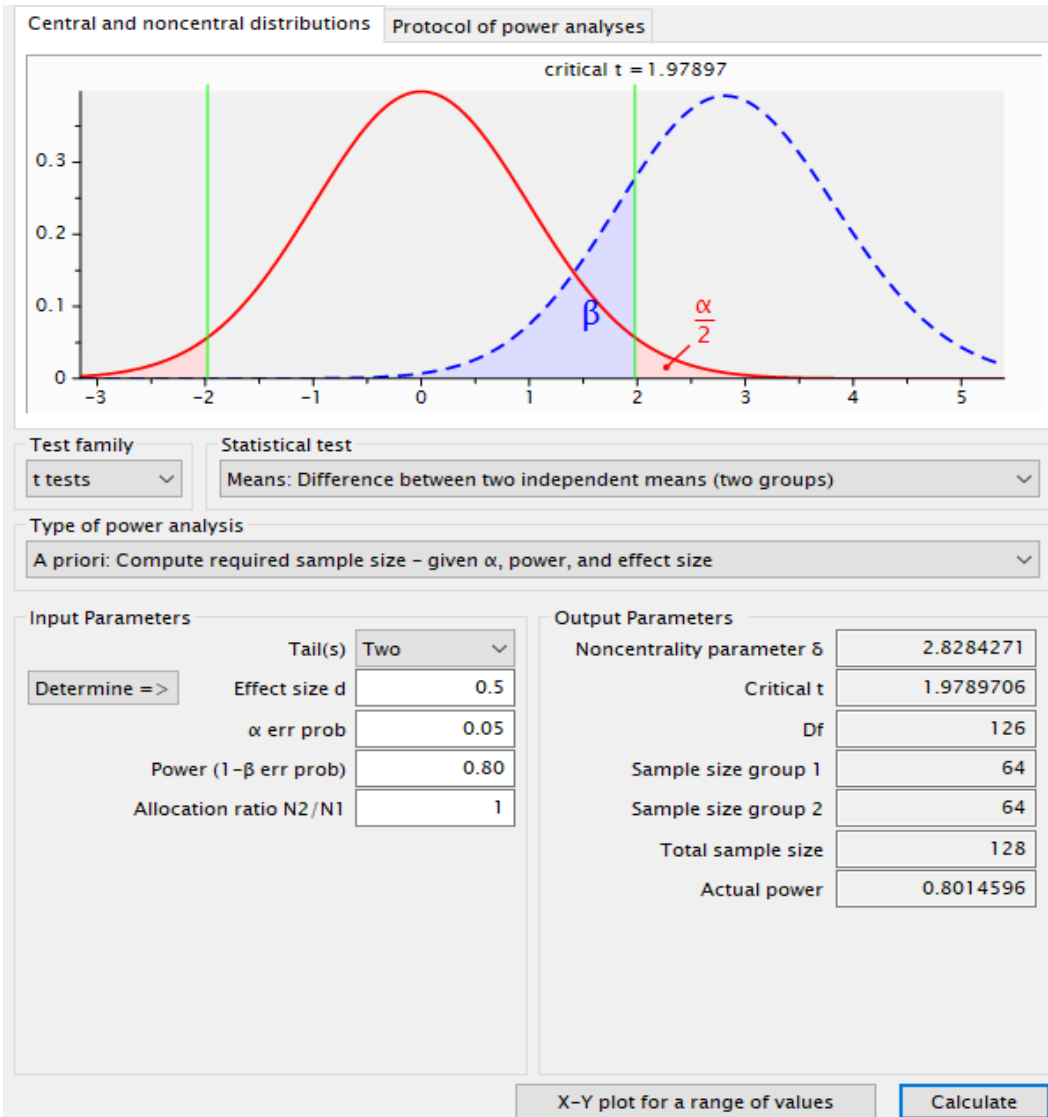 Central and noncentral distributions Protocol of power analyses
critical t = 1.97897
0.3
0.2
0.1
0
β
α
2
-3 -2 -1 0 1 2 3 4 5
Test family Statistical test
t tests Means: Difference between two independent means (two groups)
Type of power analysis
A priori: Compute required sample size – given α, power, and effect size
Input Parameters Output Parameters
Tail(s) Two Noncentrality parameter δ 2.8284271
Determine => Effect size d 0.5 Critical t 1.9789706
α err prob 0.05 Df 126
Power (1-β err prob) 0.80 Sample size group 1 64
Allocation ratio N2/N1 1 Sample size group 2 64
Total sample size 128
Actual power 0.8014596
X-Y plot for a range of values Calculate